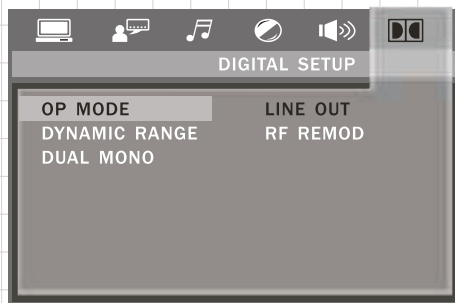 DIGITAL SETUP
OP MODE LINE OUT
DYNAMIC RANGE RF REMOD
DUAL MONO